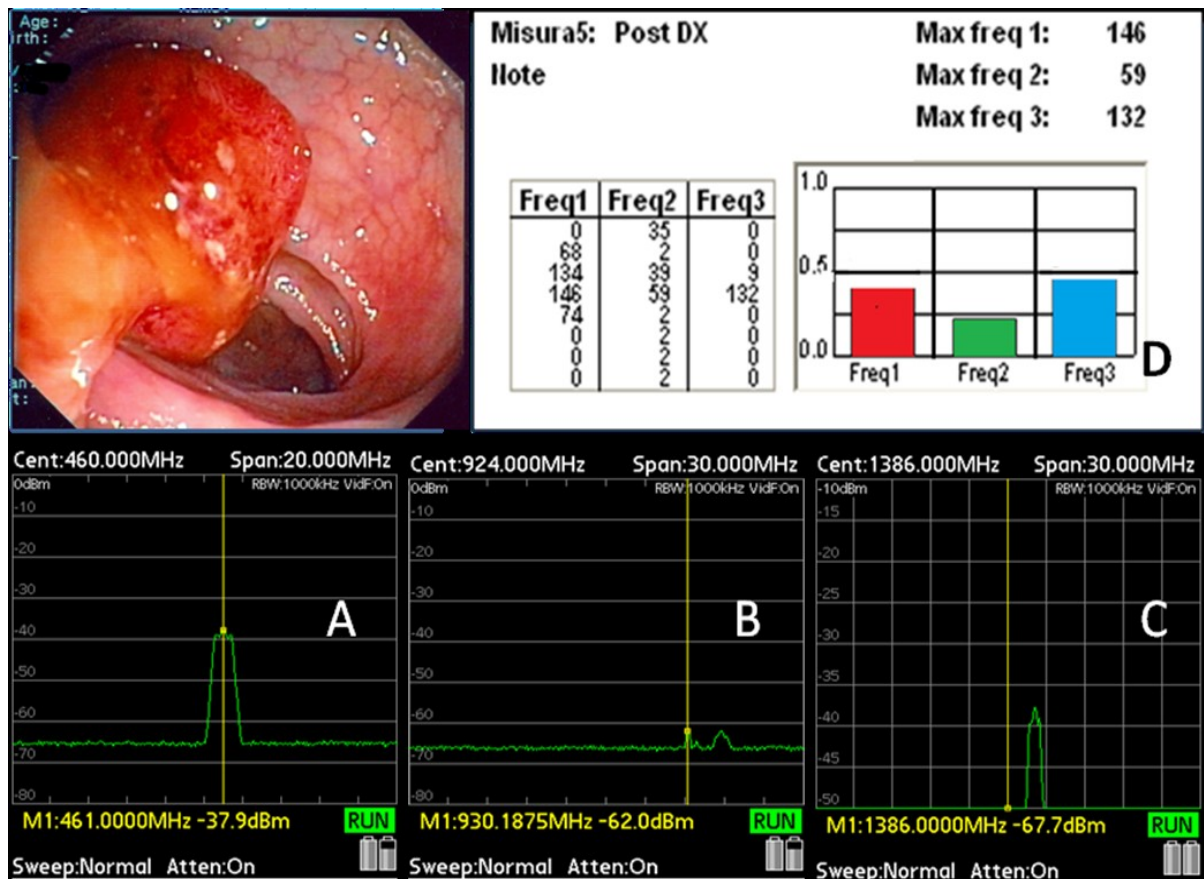 Age:
rth:
an:
t:
Misura5: Post DX
Note
Max freq 1: 146
Max freq 2: 59
Max freq 3: 132
Freq1 Freq2 Freq3
0 35 0
68 2 0
134 39 9
146 59 132
74 2 0
0 2 0
0 2 0
0 2 0
1.0
0.5
0.0
Freq1 Freq2 Freq3
D
Cent:460.000MHz Span:20.000MHz
0dBm RBW:1000kHz VidF:On
-10
-20
-30
-40
-50
-60
-70
-80
A
M1:461.0000MHz -37.9dBm RUN
Sweep:Normal Atten:On
Cent:924.000MHz Span:30.000MHz
0dBm RBW:1000kHz VidF:On
-10
-20
-30
-40
-50
-60
-70
-80
B
M1:930.1875MHz -62.0dBm RUN
Sweep:Normal Atten:On
Cent:1386.000MHz Span:30.000MHz
-10dBm RBW:1000kHz VidF:On
-15
-20
-25
-30
-35
-40
-45
-50
C
M1:1386.0000MHz -67.7dBm RUN
Sweep:Normal Atten:On